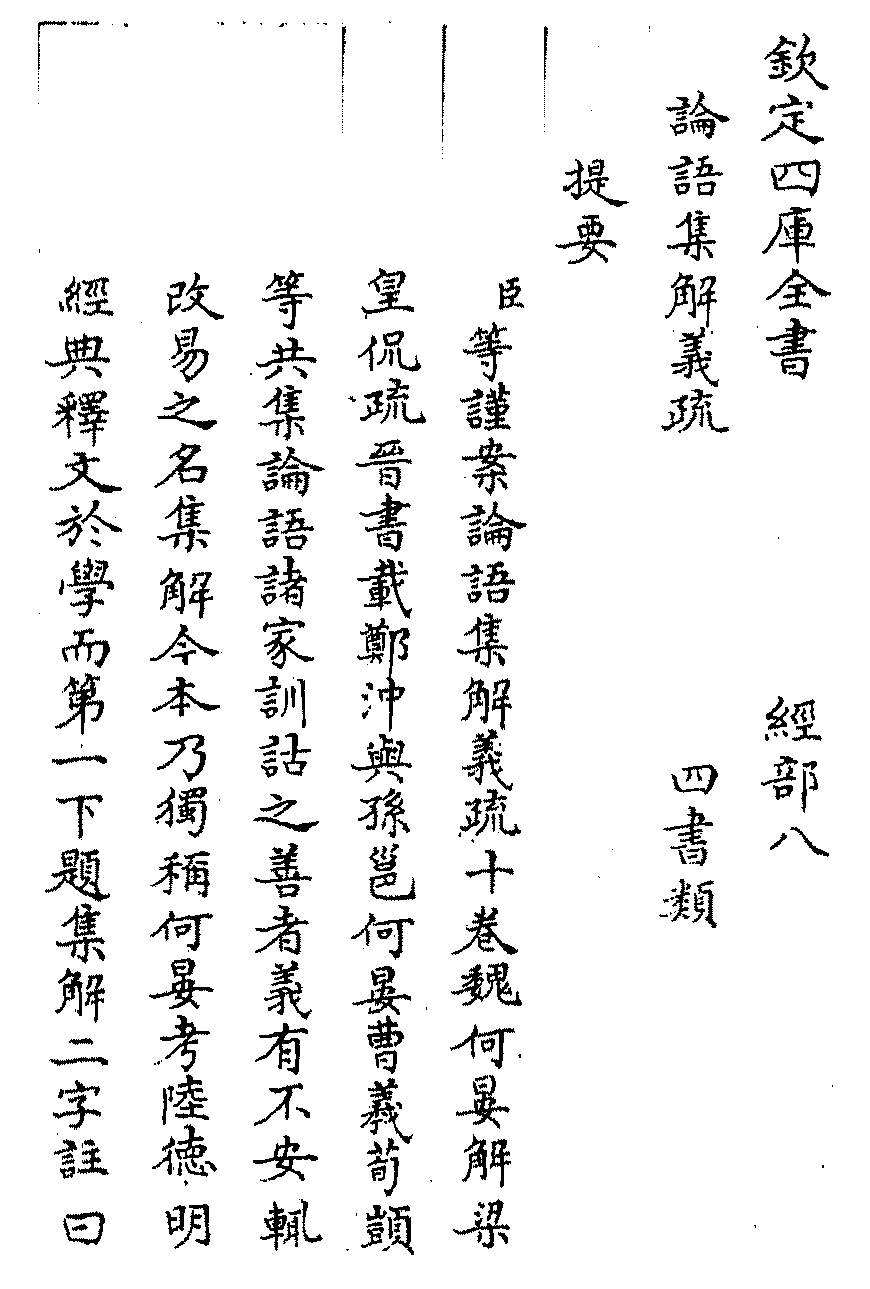 欽定四庫全書　經部八
論語集解義疏　四書類
提要
臣等謹案論語集解義疏十卷魏何晏解梁
皇侃疏晉書載鄭沖與孫邕何晏曹羲荀顗
等共集論語諸家訓詁之善者義有不安輒
改易之名集解今本乃獨稱何晏考陸德明
經典釋文於學而第一下題集解二字註曰